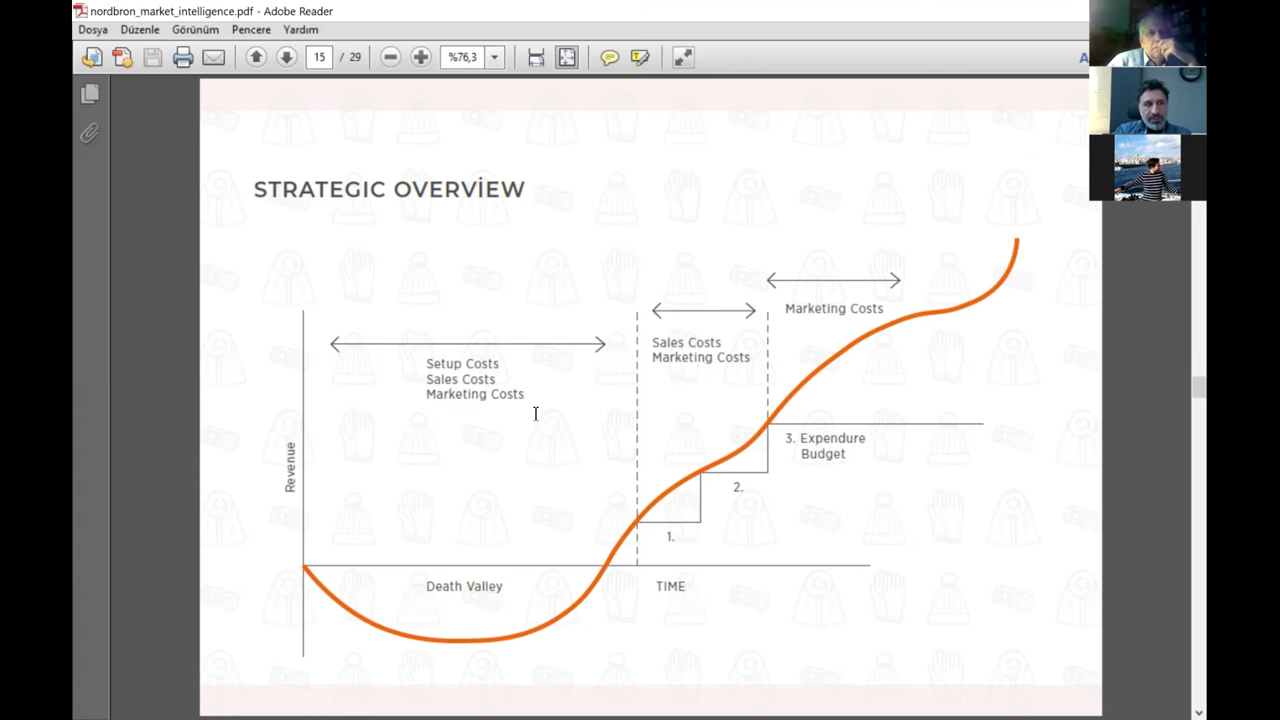 nordbron_market_intelligence.pdf - Adobe Reader
Dosya Düzenle Görünüm Pencere Yardım
15 / 29 %76,3
A
STRATEGIC OVERVİEW
Marketing Costs
Sales Costs
Marketing Costs
Setup Costs
Sales Costs
Marketing Costs
Revenue
3. Expendure
Budget
2.
1.
Death Valley TIME